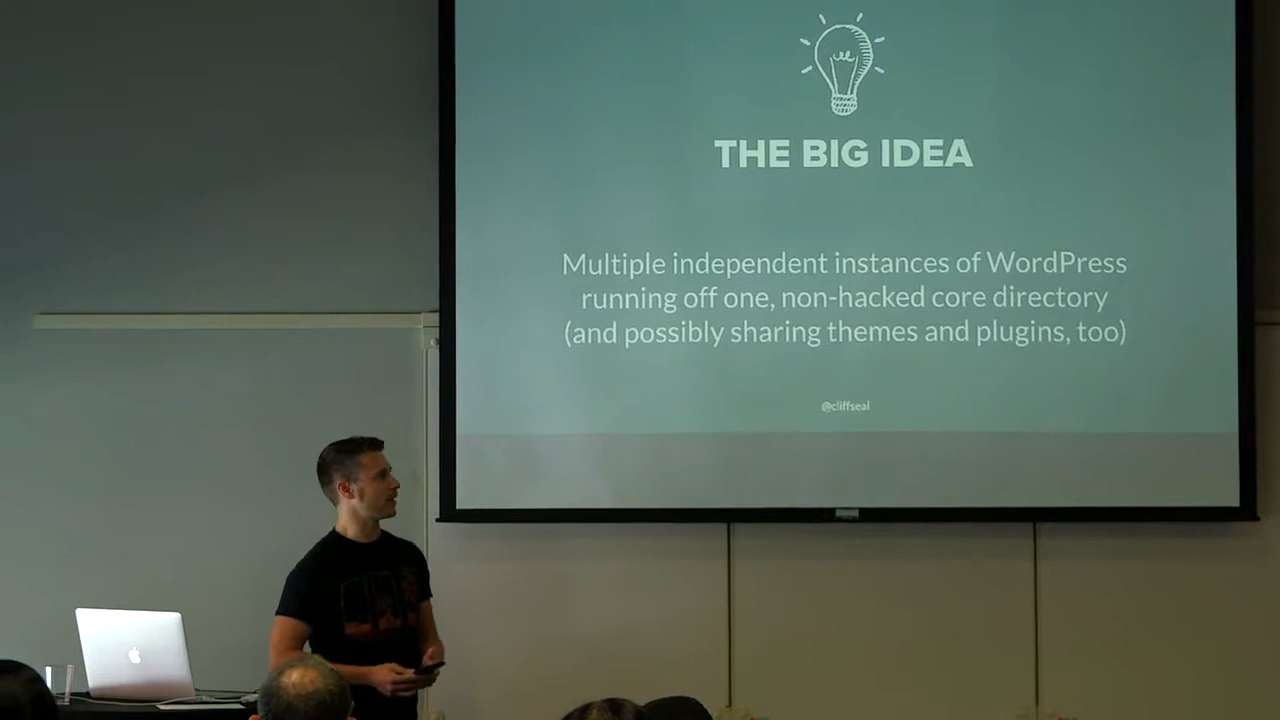 THE BIG IDEA
Multiple independent instances of WordPress
running off one, non-hacked core directory
(and possibly sharing themes and plugins, too)
@cliffseal